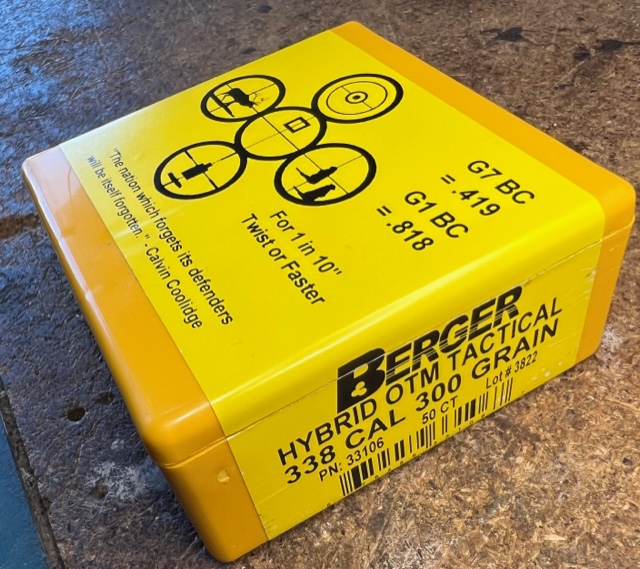 "The nation which forgets its defenders
will be itself forgotten." - Calvin Coolidge
For 1 in 10"
Twist or Faster
G7 BC
= .419
G1 BC
= .818
BERGER
HYBRID OTM TACTICAL
338 CAL 300 GRAIN
PN: 33106 50 CT Lot # 3822